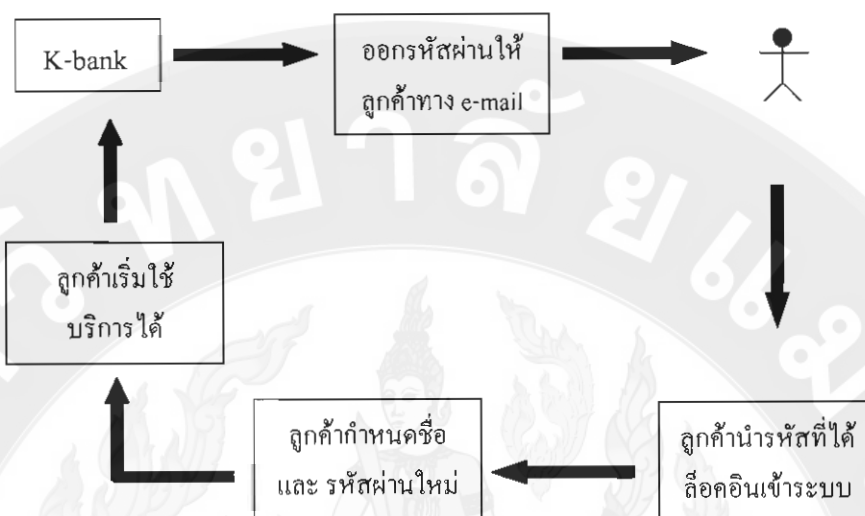 K-bank
ออกรหัสผ่านให้
ลูกค้าทาง e-mail
ลูกค้าเริ่มใช้
บริการได้
ลูกค้ากำหนดชื่อ
และ รหัสผ่านใหม่
ลูกค้านำรหัสที่ได้
ล็อคอินเข้าระบบ